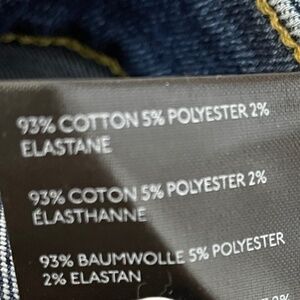 93% COTTON 5% POLYESTER 2%
ELASTANE
93% COTON 5% POLYESTER 2%
ÉLASTHANNE
93% BAUMWOLLE 5% POLYESTER
2% ELASTAN